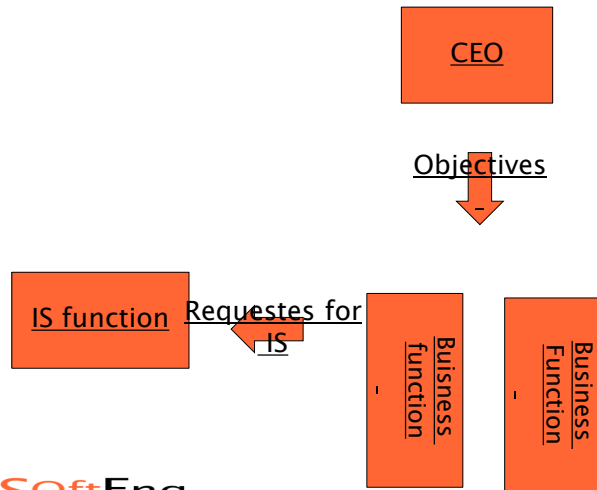 CEO
Objectives
IS function
Requestes for
IS
Buisness
function
Business
Function
SoftEng